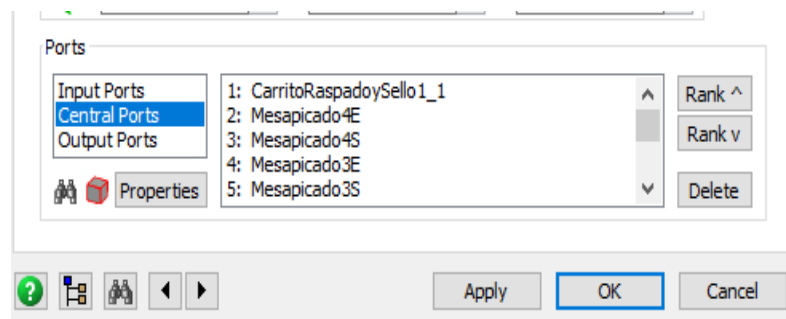 Ports
Input Ports
Central Ports
Output Ports
Properties
1: CarritoRaspadoySello1_1
2: Mesapicado4E
3: Mesapicado4S
4: Mesapicado3E
5: Mesapicado3S
Rank ^
Rank v
Delete
?
Apply
OK
Cancel